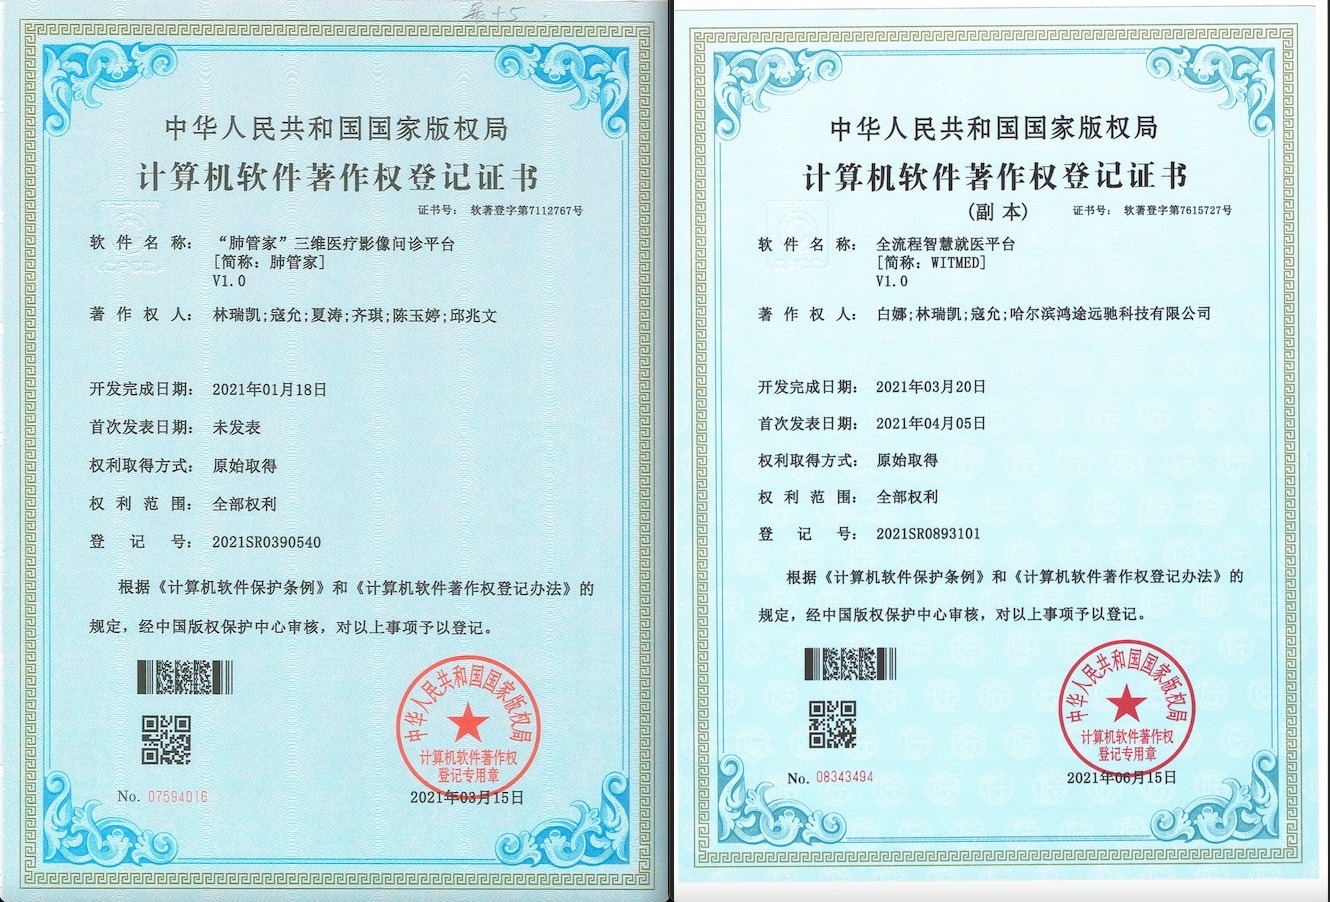 中华人民共和国国家版权局
计算机软件著作权登记证书
证书号： 软著登字第7112767号
软件名称： “肺管家”三维医疗影像问诊平台
[简称：肺管家]
V1.0
著作权人： 林瑞凯;寇允;夏涛;齐琪;陈玉婷;邱兆文
开发完成日期： 2021年01月18日
首次发表日期： 未发表
权利取得方式： 原始取得
权利范围： 全部权利
登记号： 2021SR0390540
根据《计算机软件保护条例》和《计算机软件著作权登记办法》的
规定，经中国版权保护中心审核，对以上事项予以登记。
中华人民共和国国家版权局
计算机软件著作权
登记专用章
No. 07594016
2021年03月15日
中华人民共和国国家版权局
计算机软件著作权登记证书
(副本)
证书号： 软著登字第7615727号
软件名称： 全流程智慧就医平台
[简称：WITMED]
V1.0
著作权人： 白娜;林瑞凯;寇允;哈尔滨鸿途远驰科技有限公司
开发完成日期： 2021年03月20日
首次发表日期： 2021年04月05日
权利取得方式： 原始取得
权利范围： 全部权利
登记号： 2021SR0893101
根据《计算机软件保护条例》和《计算机软件著作权登记办法》的
规定，经中国版权保护中心审核，对以上事项予以登记。
中华人民共和国国家版权局
计算机软件著作权
登记专用章
No. 08343494
2021年06月15日